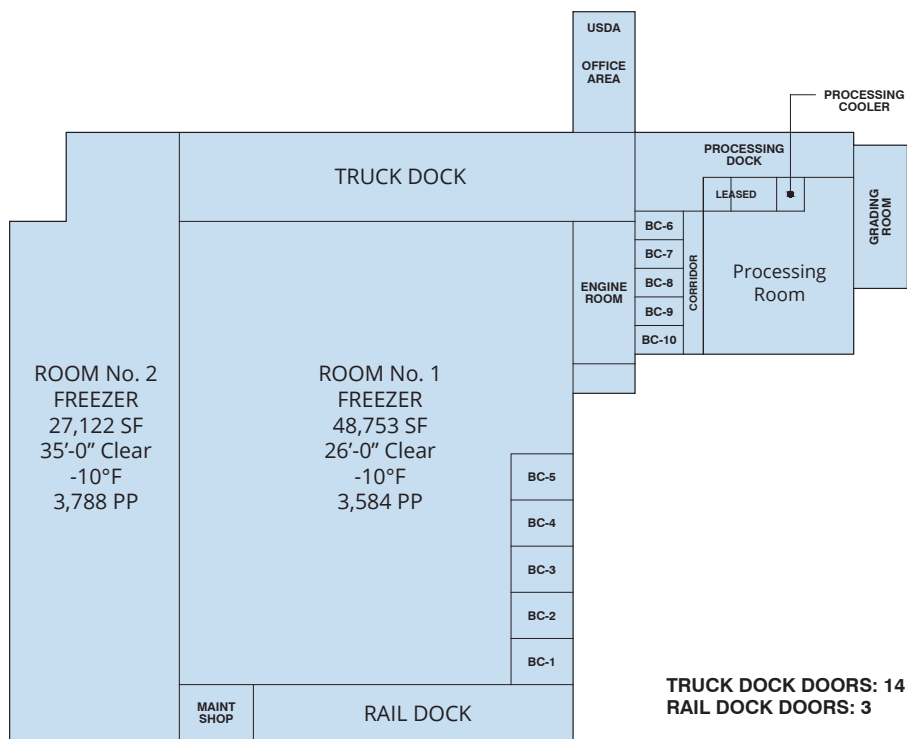 USDA
OFFICE
AREA
PROCESSING
COOLER
TRUCK DOCK
PROCESSING
DOCK
LEASED
GRADING
ROOM
BC-6
BC-7
BC-8
BC-9
BC-10
CORRIDOR
ENGINE
ROOM
Processing
Room
ROOM No. 2
FREEZER
27,122 SF
35’-0” Clear
-10°F
3,788 PP
ROOM No. 1
FREEZER
48,753 SF
26’-0” Clear
-10°F
3,584 PP
BC-5
BC-4
BC-3
BC-2
BC-1
MAINT
SHOP
RAIL DOCK
TRUCK DOCK DOORS: 14
RAIL DOCK DOORS: 3